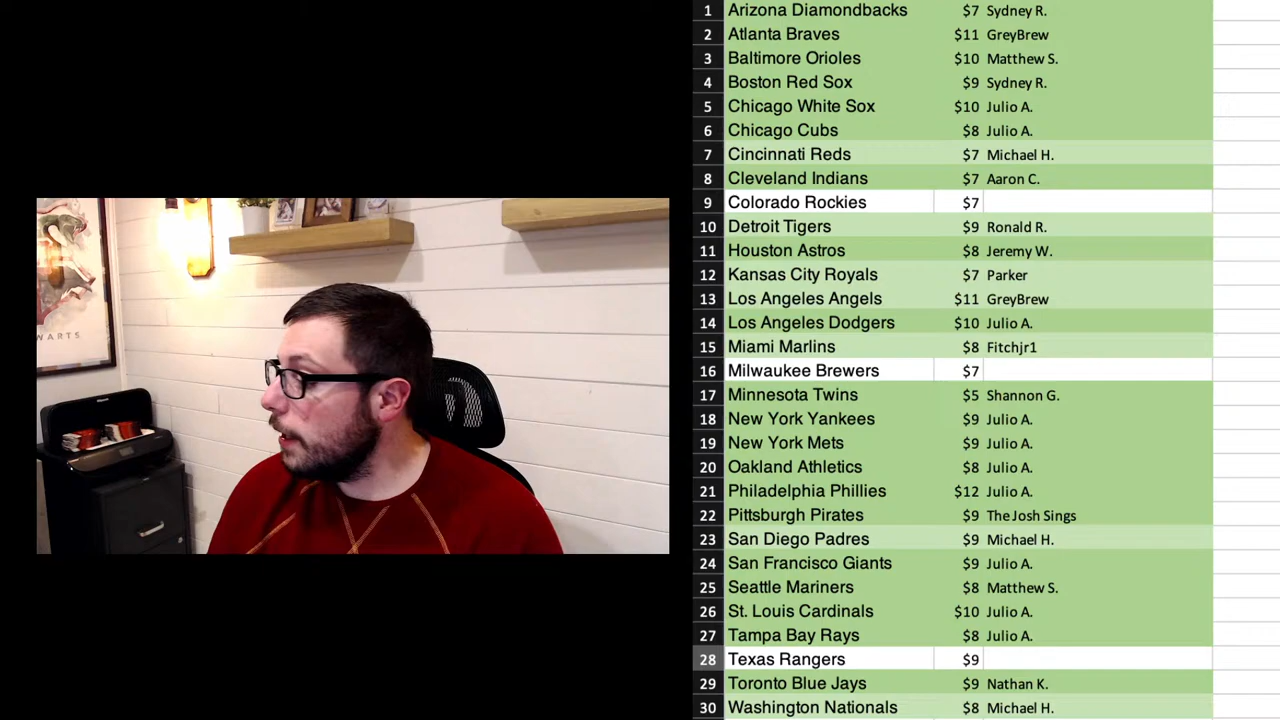 WARTS
1 Arizona Diamondbacks $7 Sydney R.
2 Atlanta Braves $11 GreyBrew
3 Baltimore Orioles $10 Matthew S.
4 Boston Red Sox $9 Sydney R.
5 Chicago White Sox $10 Julio A.
6 Chicago Cubs $8 Julio A.
7 Cincinnati Reds $7 Michael H.
8 Cleveland Indians $7 Aaron C.
9 Colorado Rockies $7
10 Detroit Tigers $9 Ronald R.
11 Houston Astros $8 Jeremy W.
12 Kansas City Royals $7 Parker
13 Los Angeles Angels $11 GreyBrew
14 Los Angeles Dodgers $10 Julio A.
15 Miami Marlins $8 Fitchjr1
16 Milwaukee Brewers $7
17 Minnesota Twins $5 Shannon G.
18 New York Yankees $9 Julio A.
19 New York Mets $9 Julio A.
20 Oakland Athletics $8 Julio A.
21 Philadelphia Phillies $12 Julio A.
22 Pittsburgh Pirates $9 The Josh Sings
23 San Diego Padres $9 Michael H.
24 San Francisco Giants $9 Julio A.
25 Seattle Mariners $8 Matthew S.
26 St. Louis Cardinals $10 Julio A.
27 Tampa Bay Rays $8 Julio A.
28 Texas Rangers $9
29 Toronto Blue Jays $9 Nathan K.
30 Washington Nationals $8 Michael H.